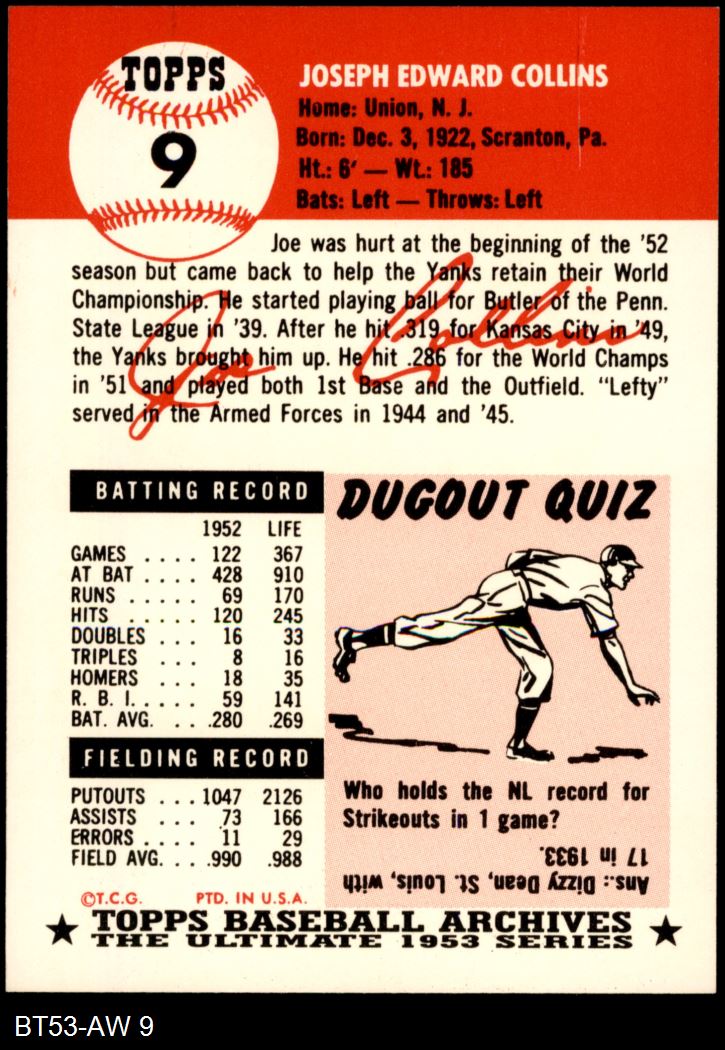 TOPPS
9
JOSEPH EDWARD COLLINS
Home: Union, N. J.
Born: Dec. 3, 1922, Scranton, Pa.
Ht.: 6' — Wt.: 185
Bats: Left — Throws: Left
Joe was hurt at the beginning of the '52
season but came back to help the Yanks retain their World
Championship. He started playing ball for Butler of the Penn.
State League in '39. After he hit .319 for Kansas City in '49,
the Yanks brought him up. He hit .286 for the World Champs
in '51 and played both 1st Base and the Outfield. "Lefty"
served in the Armed Forces in 1944 and '45.
Joe Collins
BATTING RECORD
1952 LIFE
GAMES .... 122 367
AT BAT .... 428 910
RUNS ..... 69 170
HITS ..... 120 245
DOUBLES ... 16 33
TRIPLES ... 8 16
HOMERS ... 18 35
R. B. I. .... 59 141
BAT. AVG. ... .280 .269
FIELDING RECORD
PUTOUTS ... 1047 2126
ASSISTS .... 73 166
ERRORS .... 11 29
FIELD AVG. ... .990 .988
©T.C.G. PTD. IN U.S.A.
DUGOUT QUIZ
Who holds the NL record for
Strikeouts in 1 game?
Ans.: Dizzy Dean, St. Louis, with
17 in 1933.
★ TOPPS BASEBALL ARCHIVES ★
THE ULTIMATE 1953 SERIES
BT53-AW 9